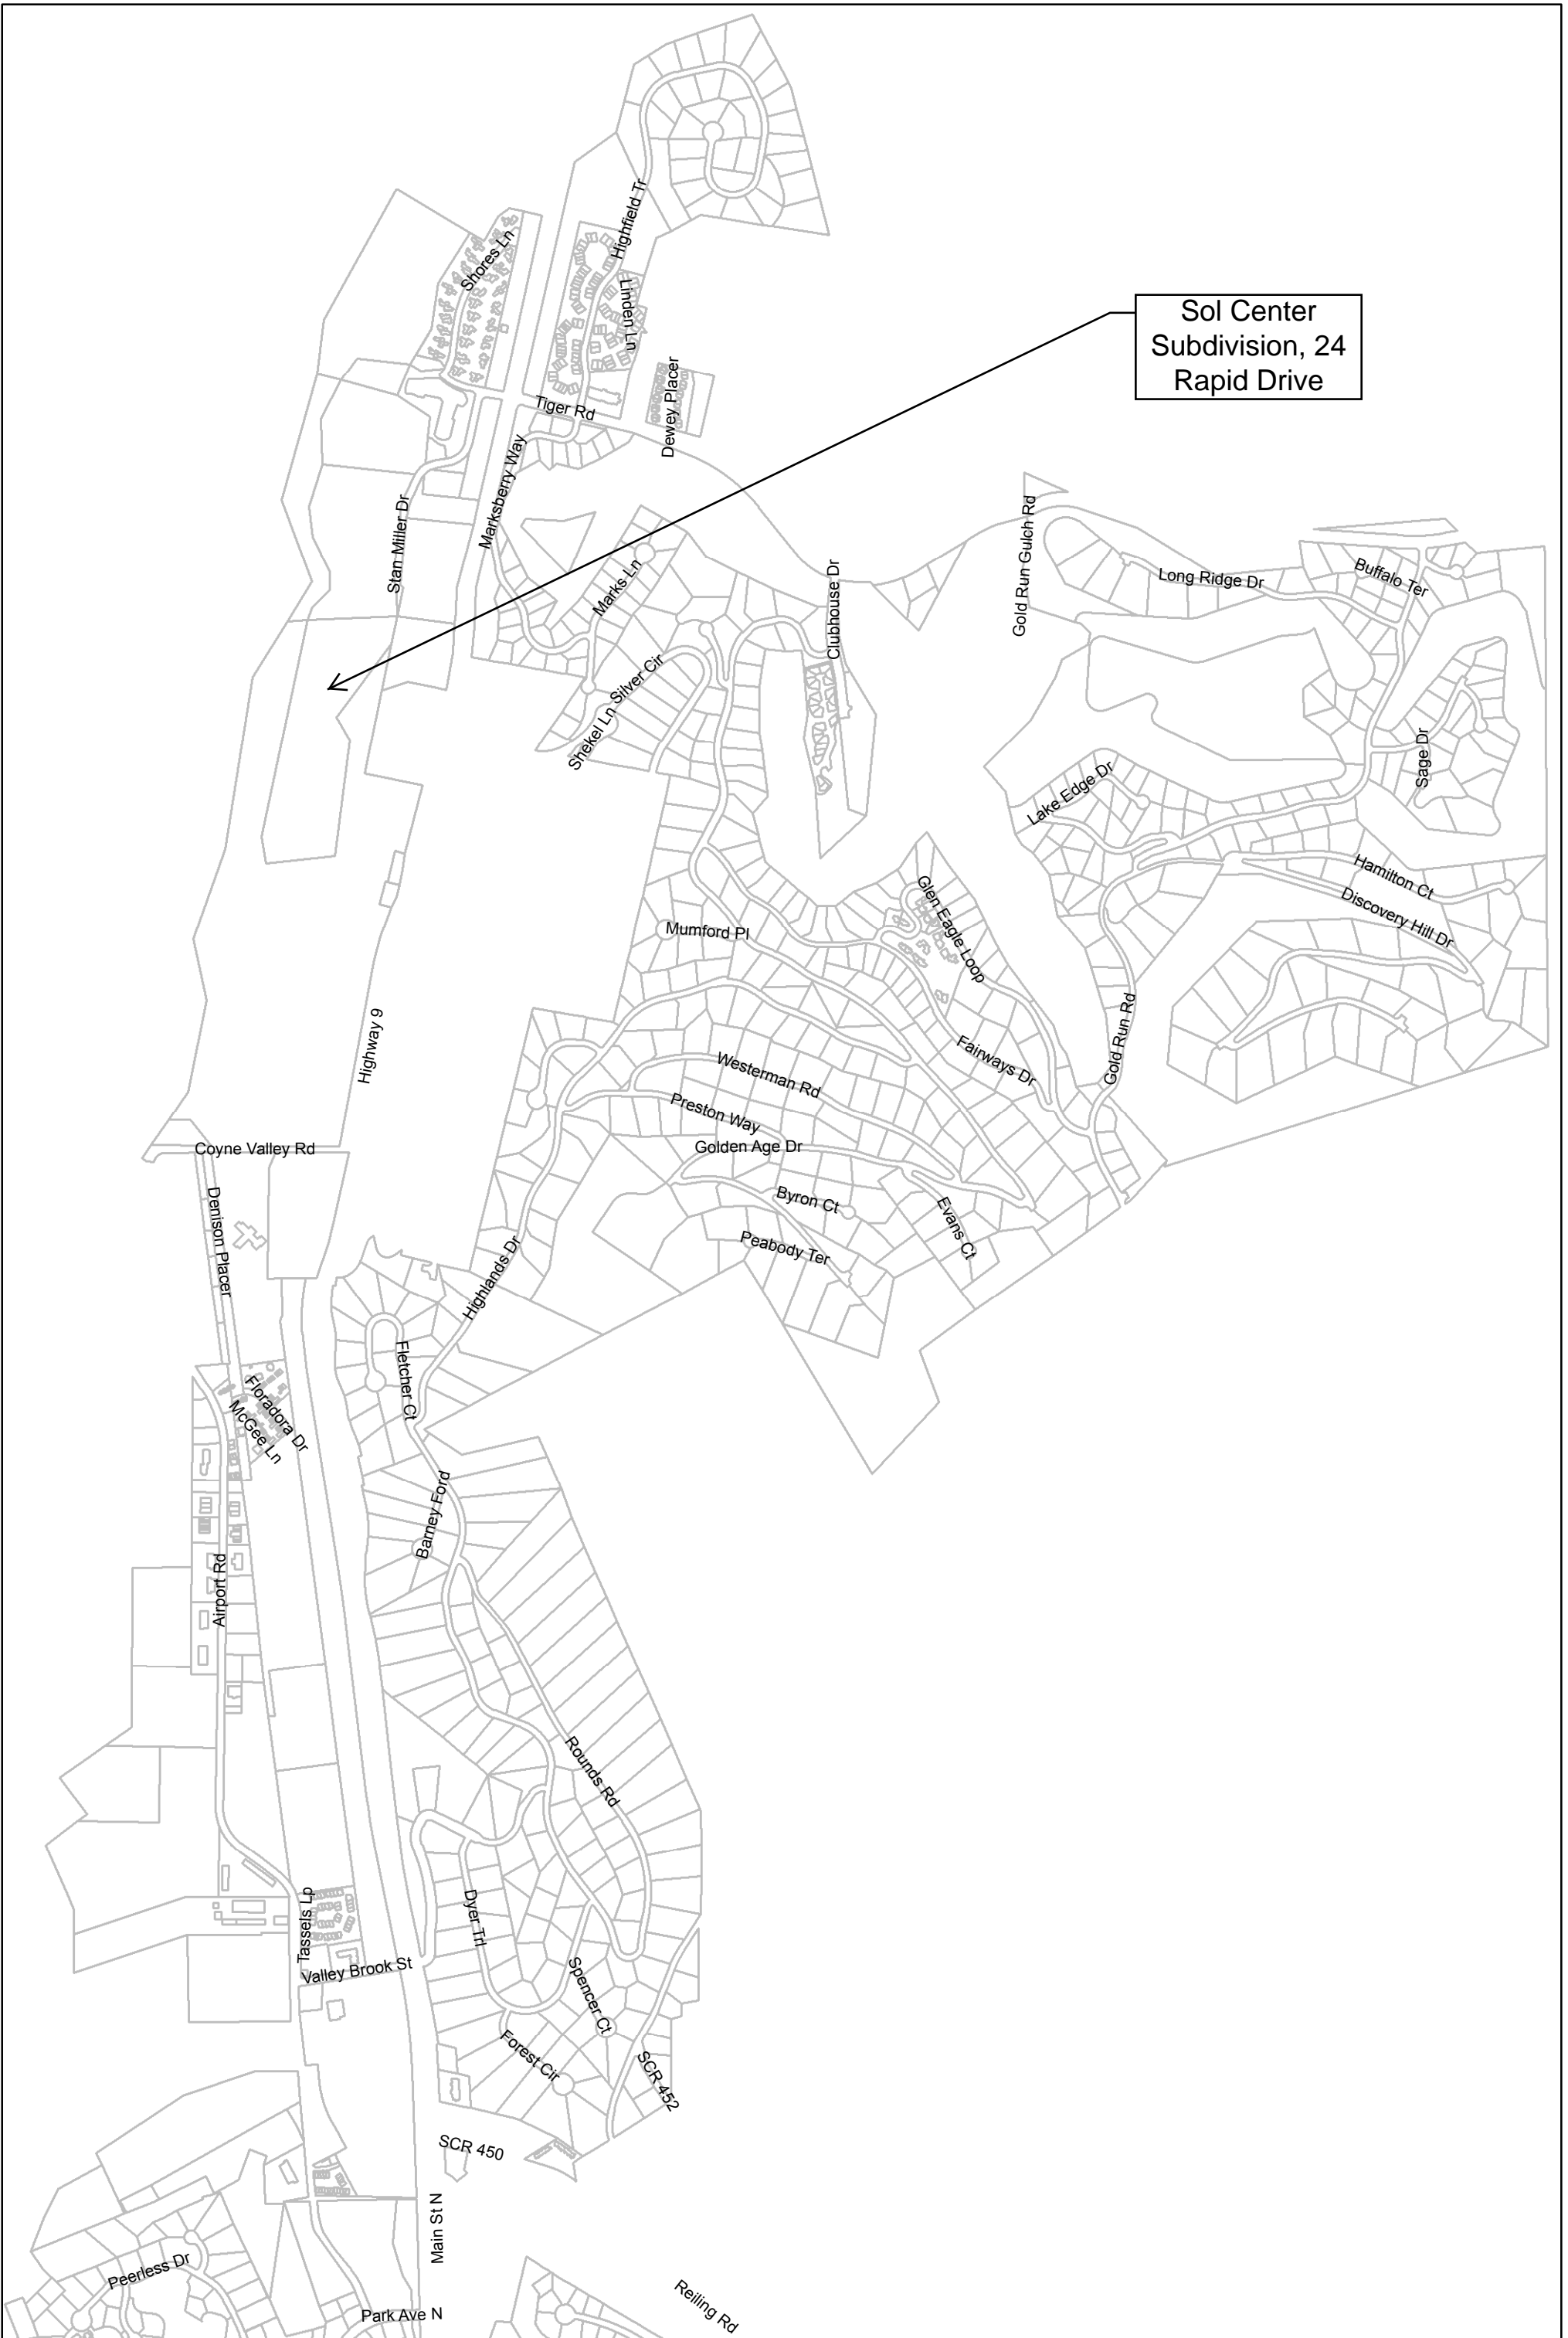 Sol Center
Subdivision, 24
Rapid Drive
Highfield Tr
Shores Ln
Linden Ln
Dewey Placer
Tiger Rd
Marksberry Way
Stan Miller Dr
Gold Run Gulch Rd
Marks Ln
Clubhouse Dr
Long Ridge Dr
Buffalo Ter
Silver Cir
Shekel Ln
Sage Dr
Lake Edge Dr
Hamilton Ct
Discovery Hill Dr
Glen Eagle Loop
Mumford Pl
Highway 9
Gold Run Rd
Fairways Dr
Westerman Rd
Preston Way
Golden Age Dr
Coyne Valley Rd
Byron Ct
Evans Ct
Denison Placer
Peabody Ter
Highlands Dr
Fletcher Ct
Floradora Dr
McGee Ln
Barney Ford
Airport Rd
Rounds Rd
Dyer Trl
Tassels Lp
Valley Brook St
Spencer Ct
Forest Cir
SCR 452
SCR 450
Main St N
Peerless Dr
Park Ave N
Reiling Rd